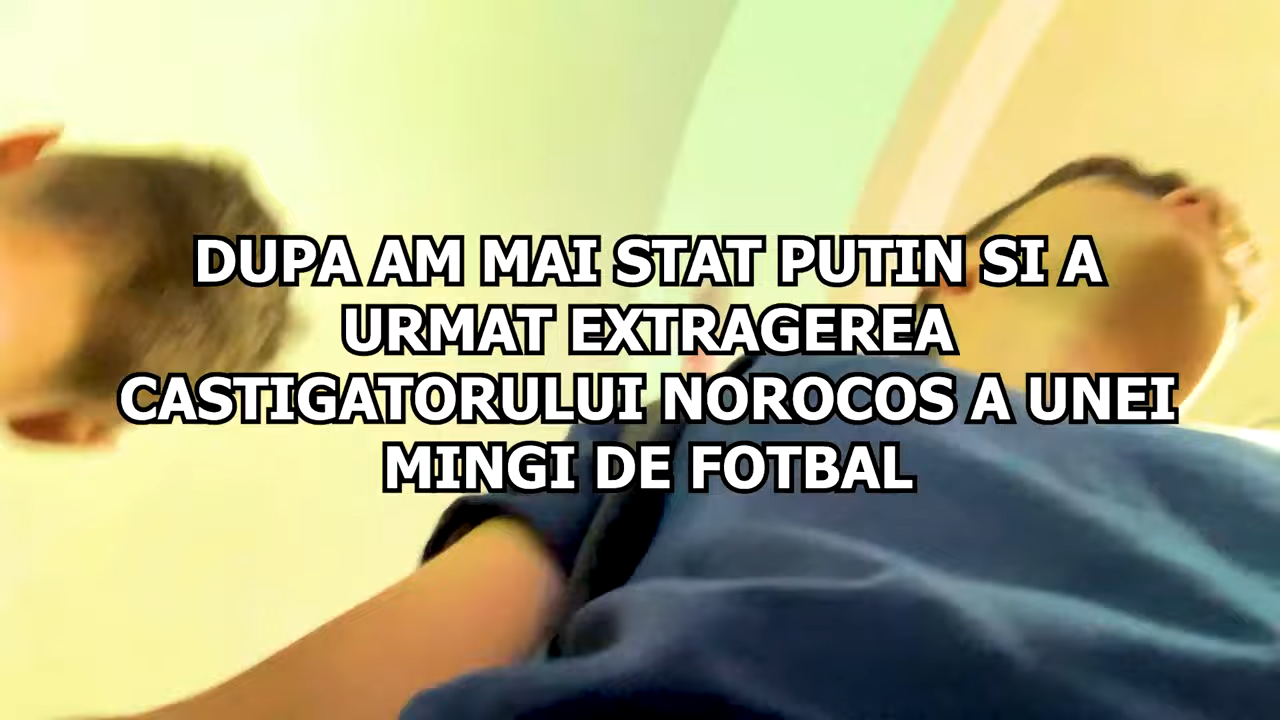 DUPA AM MAI STAT PUTIN SI A
URMAT EXTRAGEREA
CASTIGATORULUI NOROCOS A UNEI
MINGI DE FOTBAL